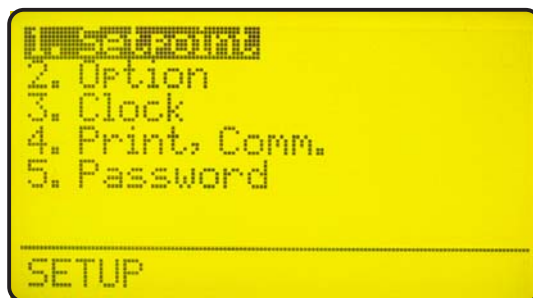 1. Setpoint
2. Option
3. Clock
4. Print, Comm.
5. Password
SETUP